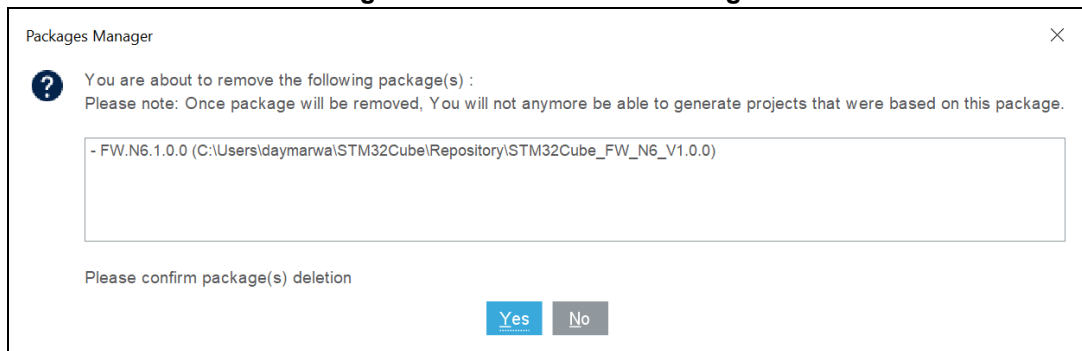 Packages Manager
You are about to remove the following package(s) :
Please note: Once package will be removed, You will not anymore be able to generate projects that were based on this package.
- FW.N6.1.0.0 (C:\Users\daymarwa\STM32Cube\Repository\STM32Cube_FW_N6_V1.0.0)
Please confirm package(s) deletion
Yes No